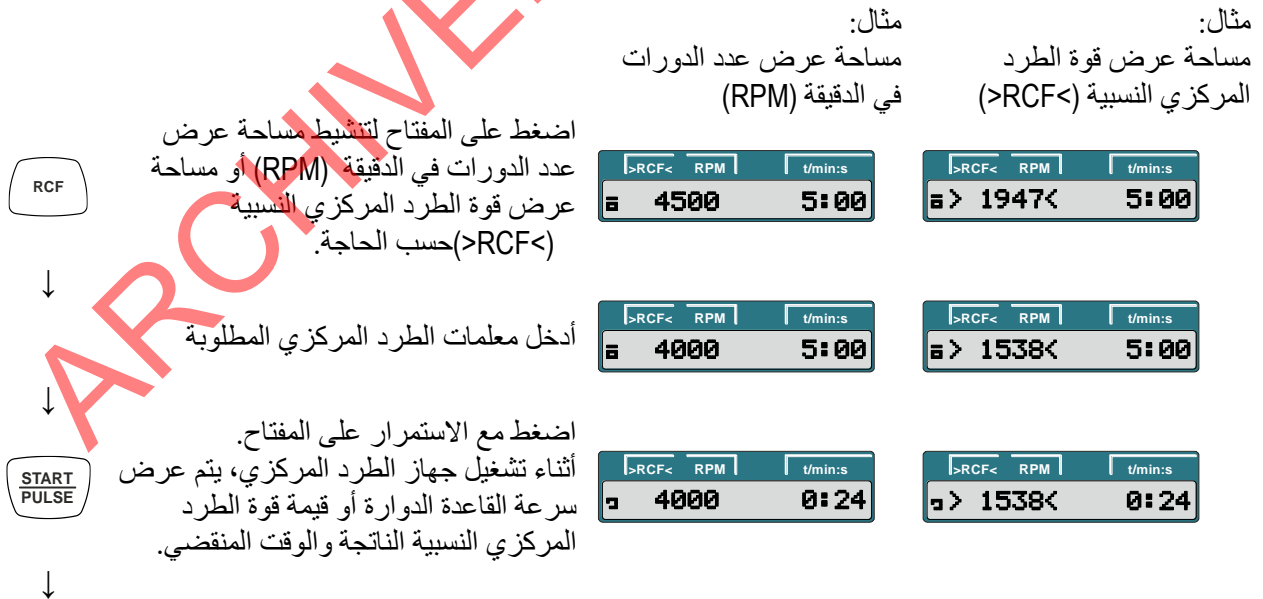 مثال:
مساحة عرض قوة الطرد
المركزي النسبية (>RCF<)
مثال:
مساحة عرض عدد الدورات
في الدقيقة (RPM)
RCF
اضغط على المفتاح لتنشيط مساحة عرض
عدد الدورات في الدقيقة (RPM) أو مساحة
عرض قوة الطرد المركزي النسبية
(>RCF<)حسب الحاجة.
>RCF< RPM t/min:s
4500 5:00
>RCF< RPM t/min:s
> 1947< 5:00
↓
أدخل معلمات الطرد المركزي المطلوبة
>RCF< RPM t/min:s
4000 5:00
>RCF< RPM t/min:s
> 1538< 5:00
↓
START
PULSE
اضغط مع الاستمرار على المفتاح.
أثناء تشغيل جهاز الطرد المركزي، يتم عرض
سرعة القاعدة الدوارة أو قيمة قوة الطرد
المركزي النسبية الناتجة والوقت المنقضي.
>RCF< RPM t/min:s
4000 0:24
>RCF< RPM t/min:s
> 1538< 0:24
↓
ARCHIVE